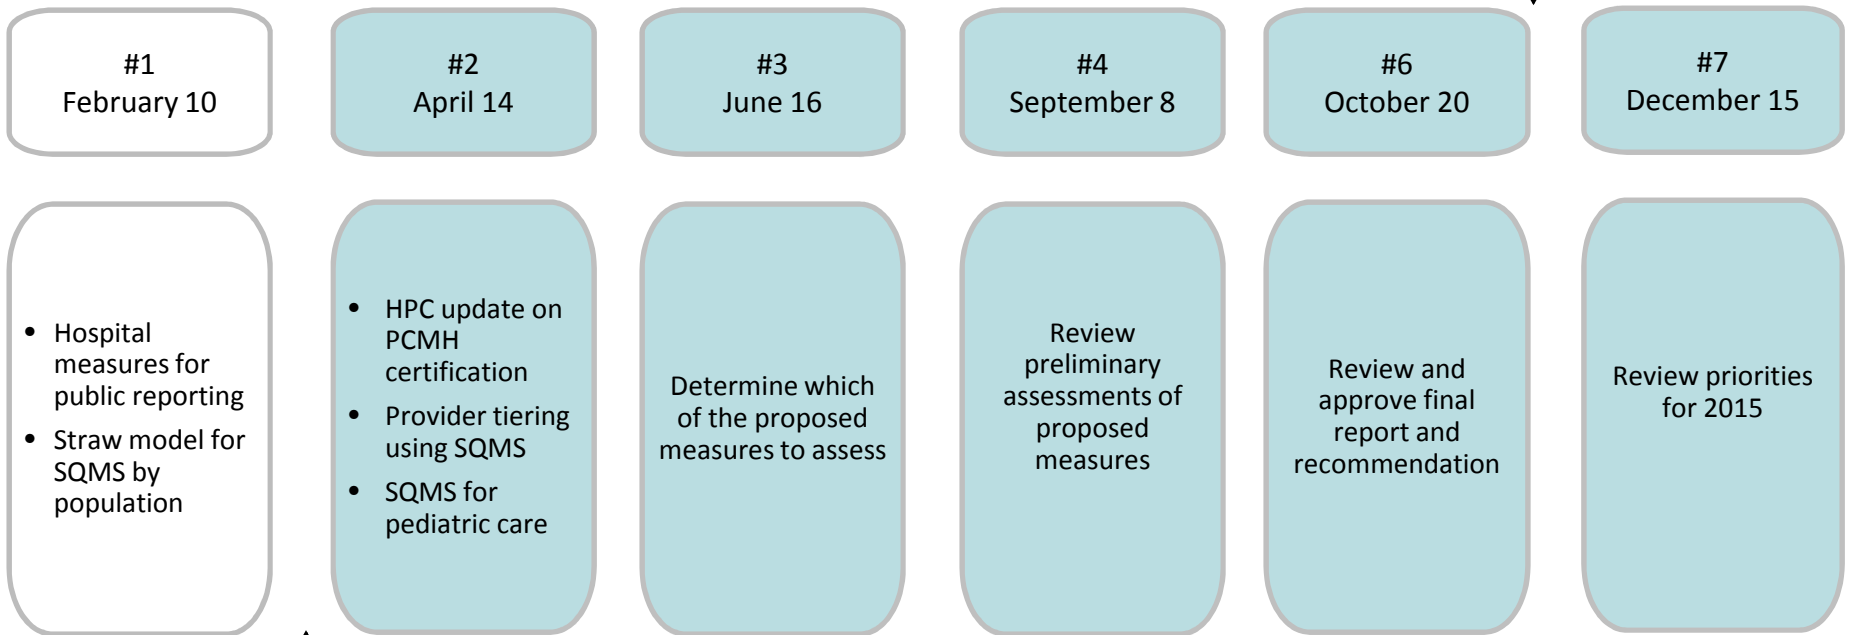 #1
February 10
#2
April 14
#3
June 16
#4
September 8
#6
October 20
#7
December 15
• Hospital
measures for
public reporting
• Straw model for
SQMS by
population
• HPC update on
PCMH
certification
• Provider tiering
using SQMS
• SQMS for
pediatric care
Determine which
of the proposed
measures to assess
Review
preliminary
assessments of
proposed
measures
Review and
approve final
report and
recommendation
Review priorities
for 2015